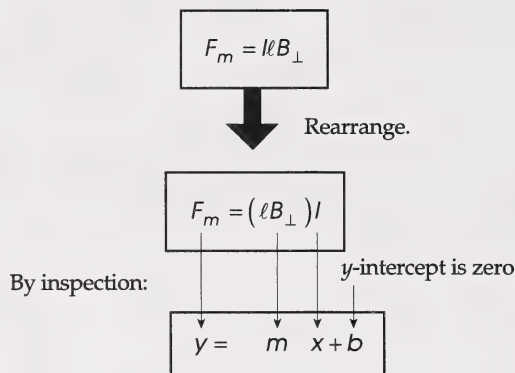 F_m = IℓB_⊥
Rearrange.
F_m = (ℓB_⊥)I
y-intercept is zero
By inspection:
y = m x + b